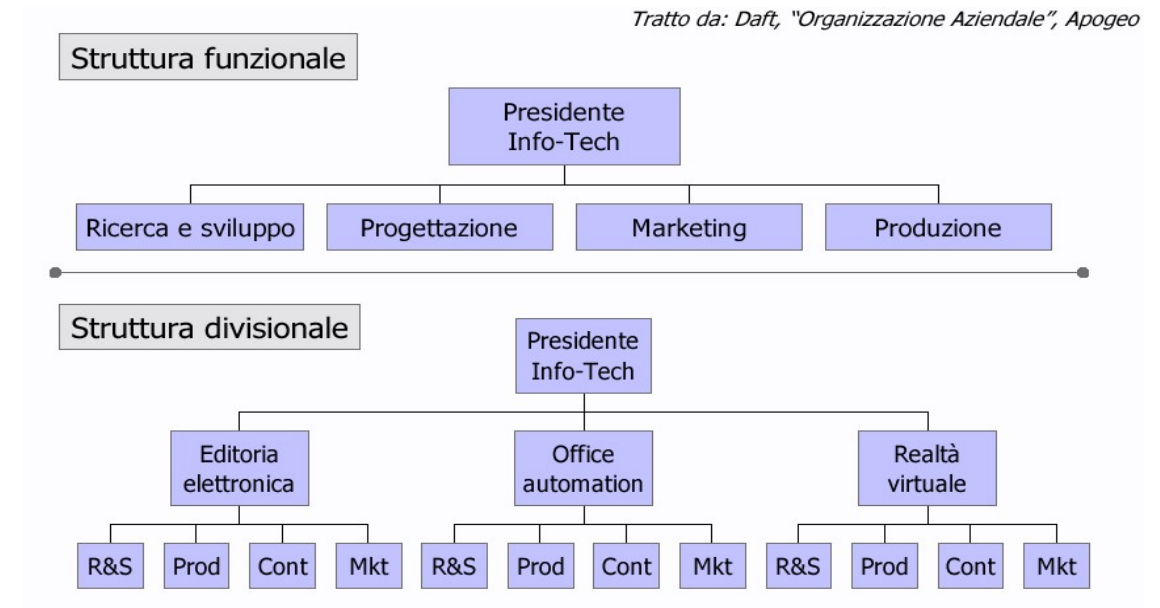 Tratto da: Daft, "Organizzazione Aziendale", Apogeo
Struttura funzionale
Presidente
Info-Tech
Ricerca e sviluppo
Progettazione
Marketing
Produzione
Struttura divisionale
Presidente
Info-Tech
Editoria
elettronica
Office
automation
Realtà
virtuale
R&S
Prod
Cont
Mkt
R&S
Prod
Cont
Mkt
R&S
Prod
Cont
Mkt